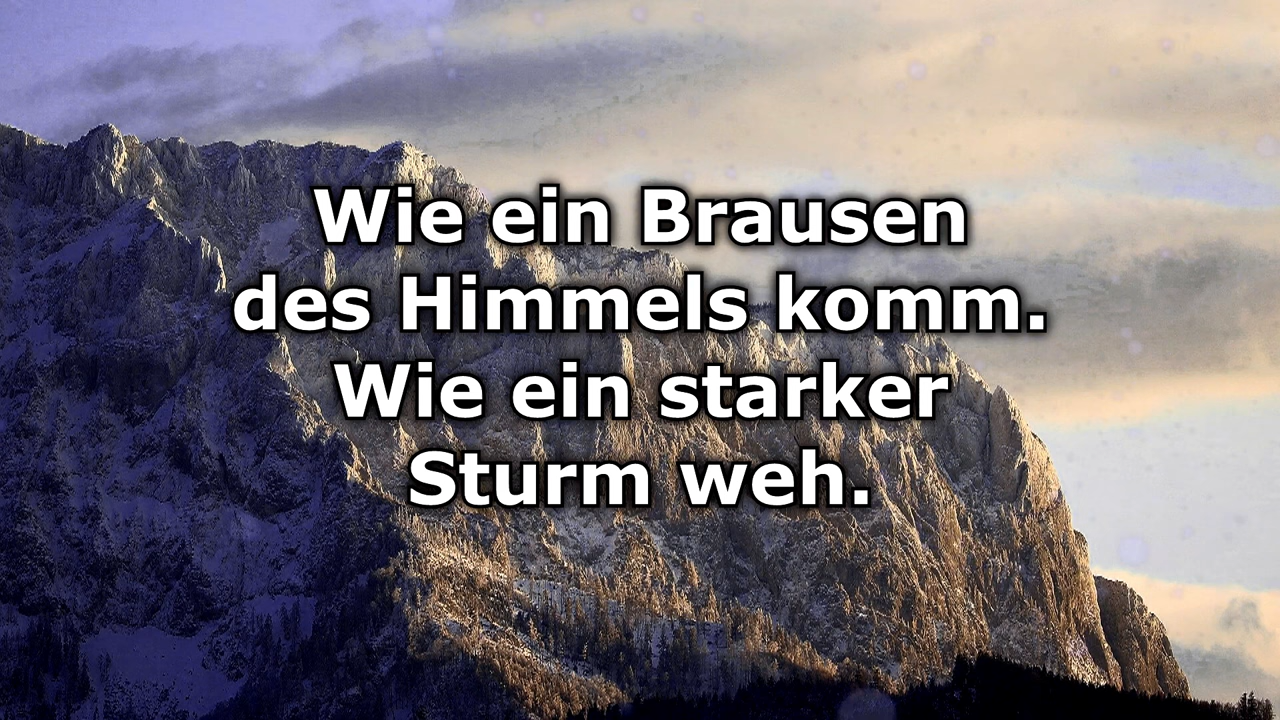 Wie ein Brausen
des Himmels komm.
Wie ein starker
Sturm weh.